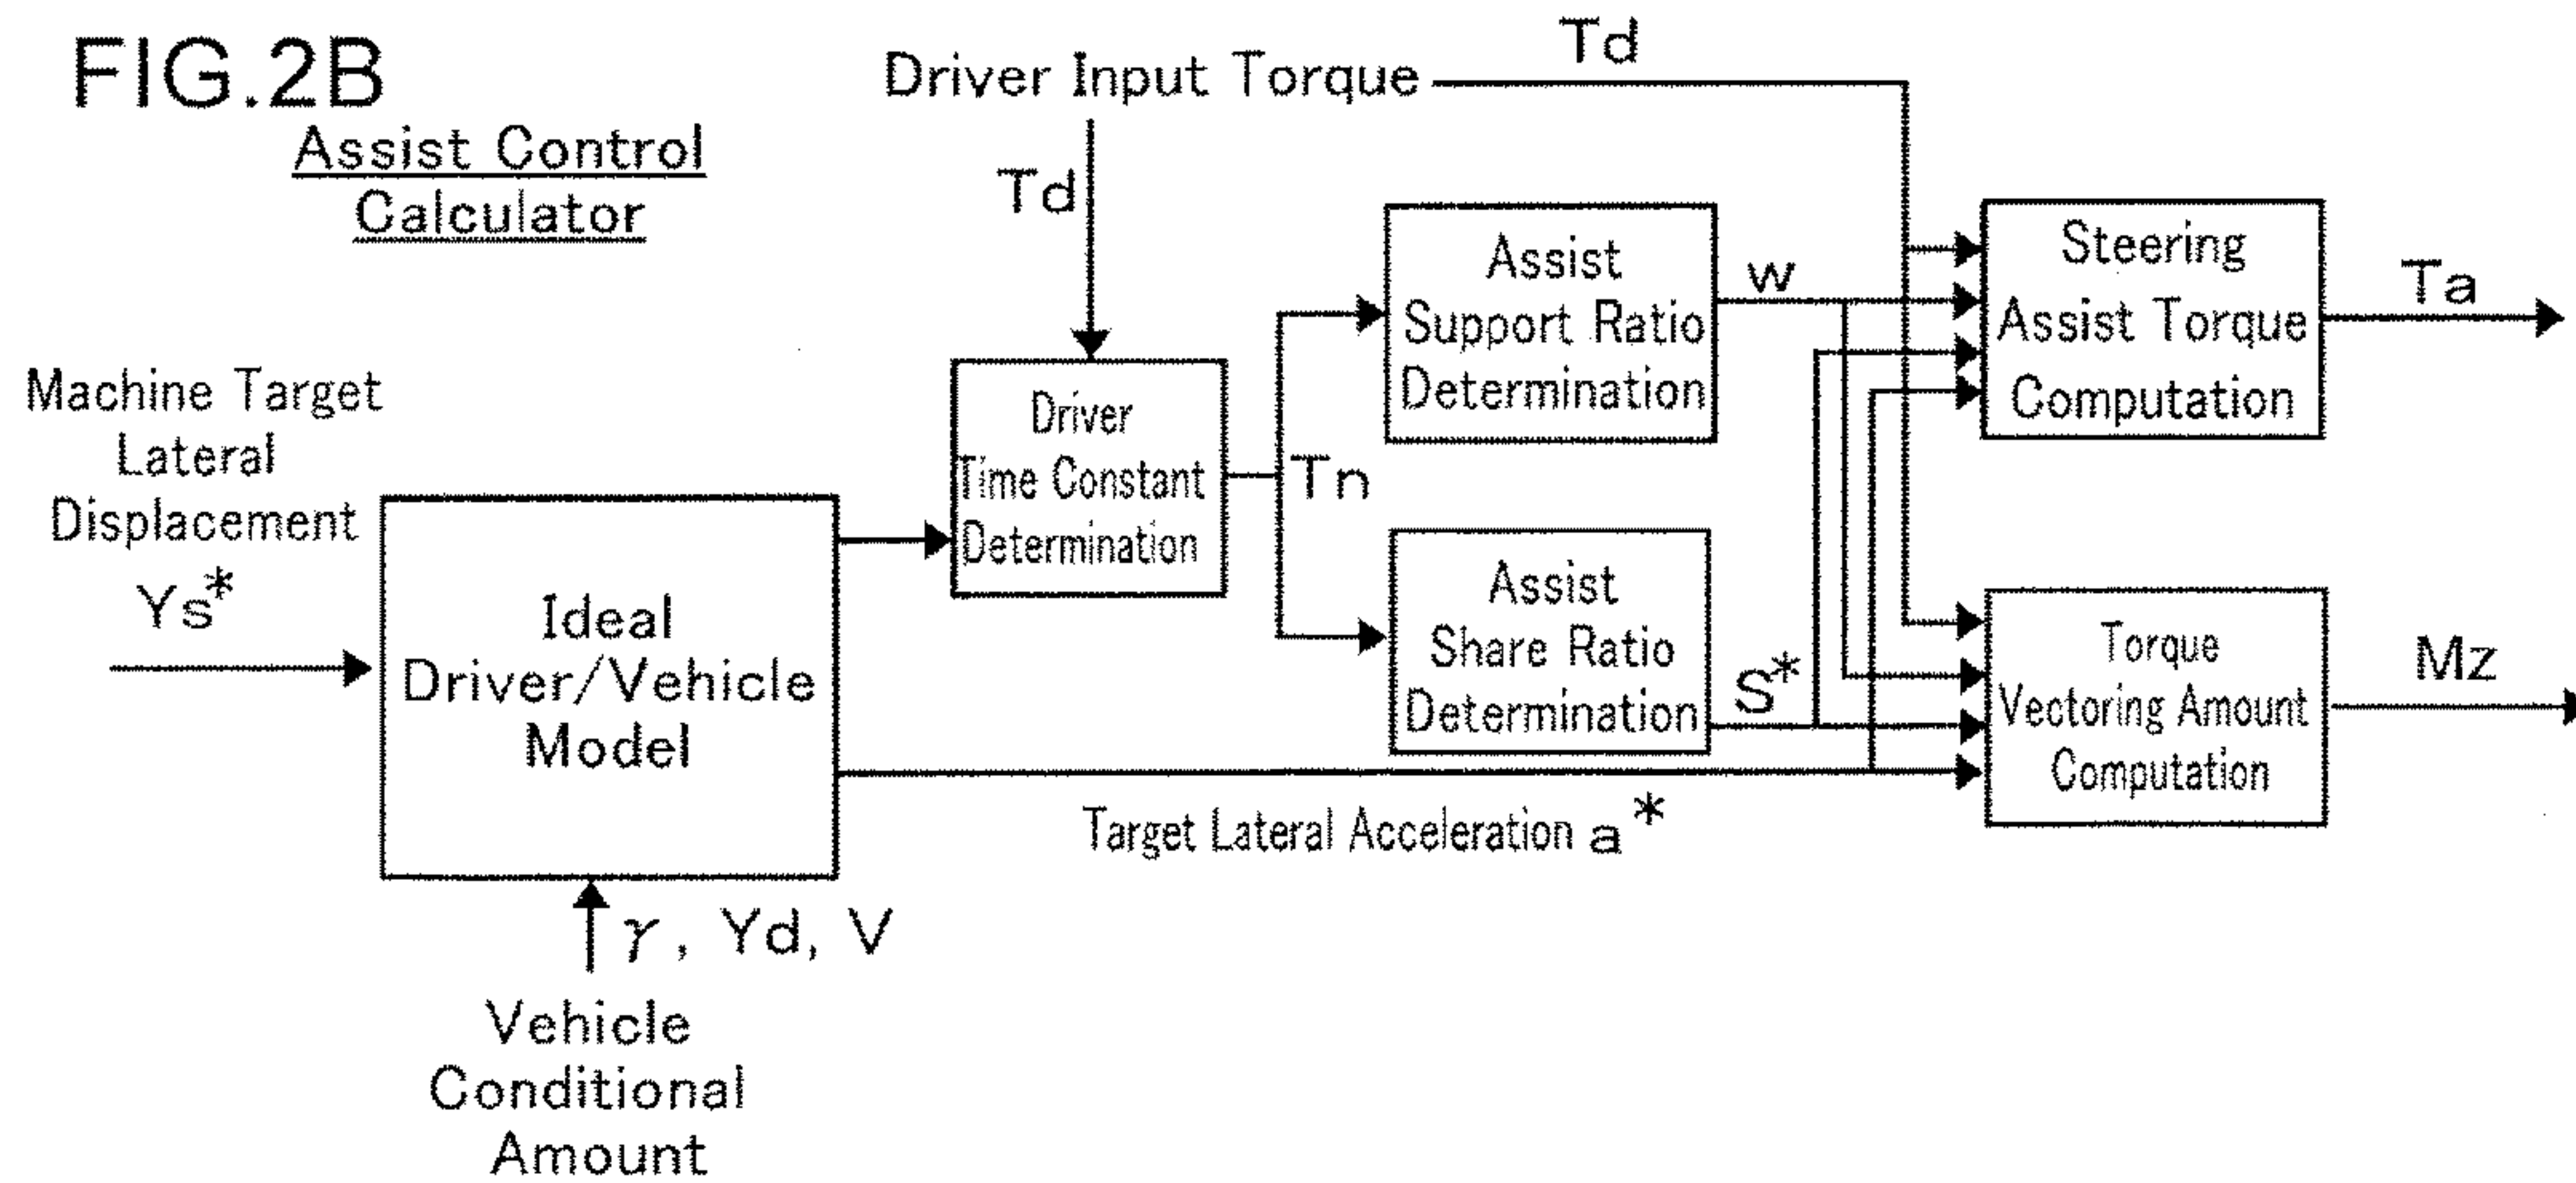 FIG.2B
Assist Control
Calculator
Driver Input Torque
Td
Td
Machine Target
Lateral
Displacement
Ys*
Ideal
Driver/Vehicle
Model
γ, Yd, V
Vehicle
Conditional
Amount
Driver
Time Constant
Determination
Tn
Assist
Support Ratio
Determination
w
Assist
Share Ratio
Determination
S*
Target Lateral Acceleration a*
Steering
Assist Torque
Computation
Ta
Torque
Vectoring Amount
Computation
Mz